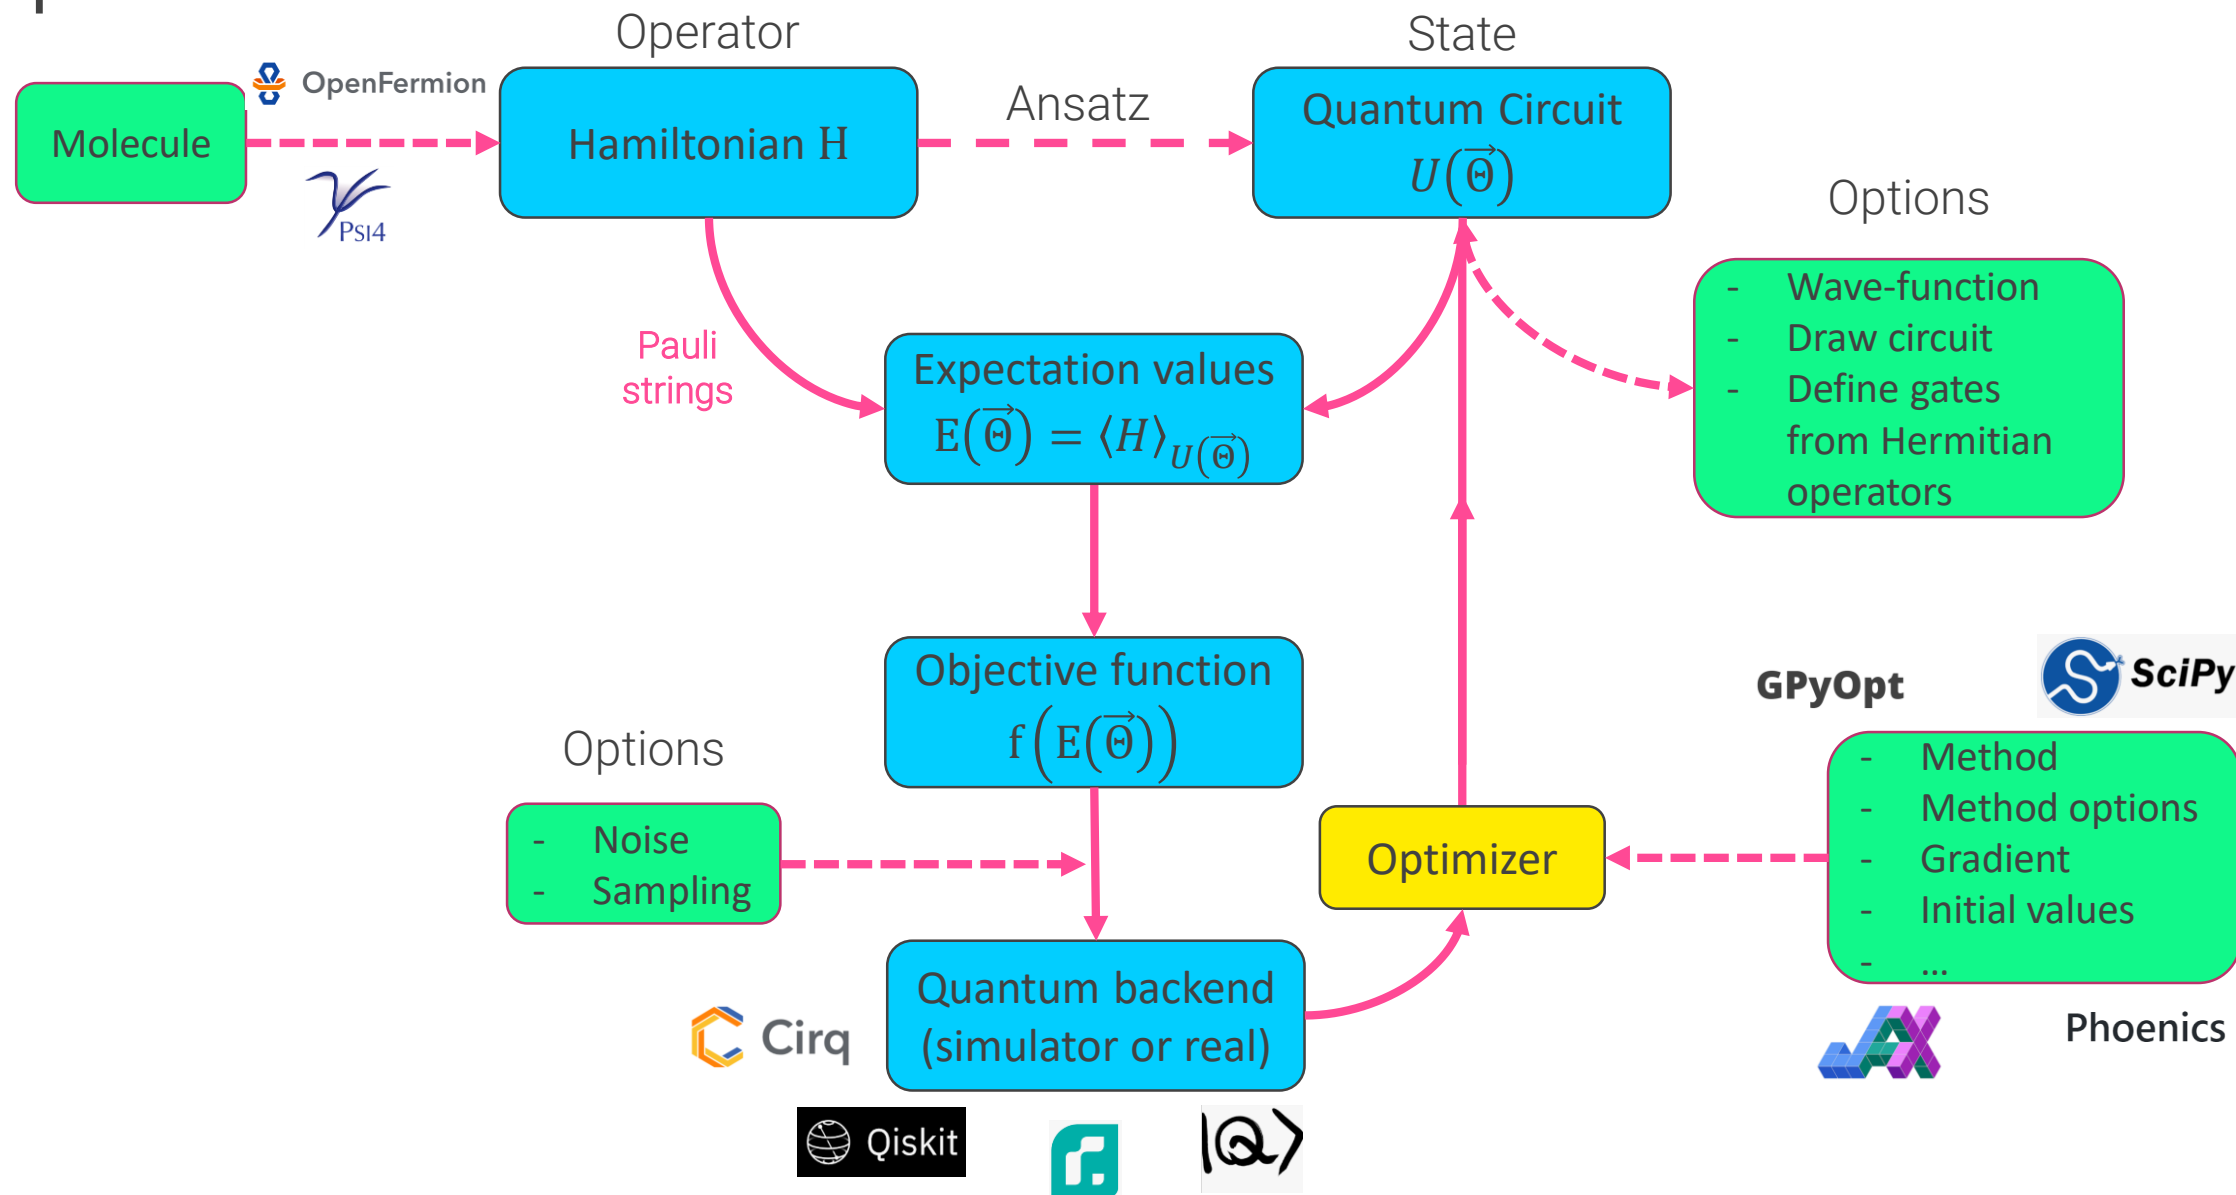 Operator
State
OpenFermion
Molecule
Hamiltonian H
Ansatz
Quantum Circuit
U(Θ⃗)
PSI4
Options
- Wave-function
- Draw circuit
- Define gates
from Hermitian
operators
Pauli
strings
Expectation values
E(Θ⃗) = ⟨H⟩_U(Θ⃗)
Objective function
f(E(Θ⃗))
GPyOpt
SciPy
Options
- Noise
- Sampling
Optimizer
- Method
- Method options
- Gradient
- Initial values
- ...
Quantum backend
(simulator or real)
Cirq
JAX
Phoenics
Qiskit
r.
|Q⟩